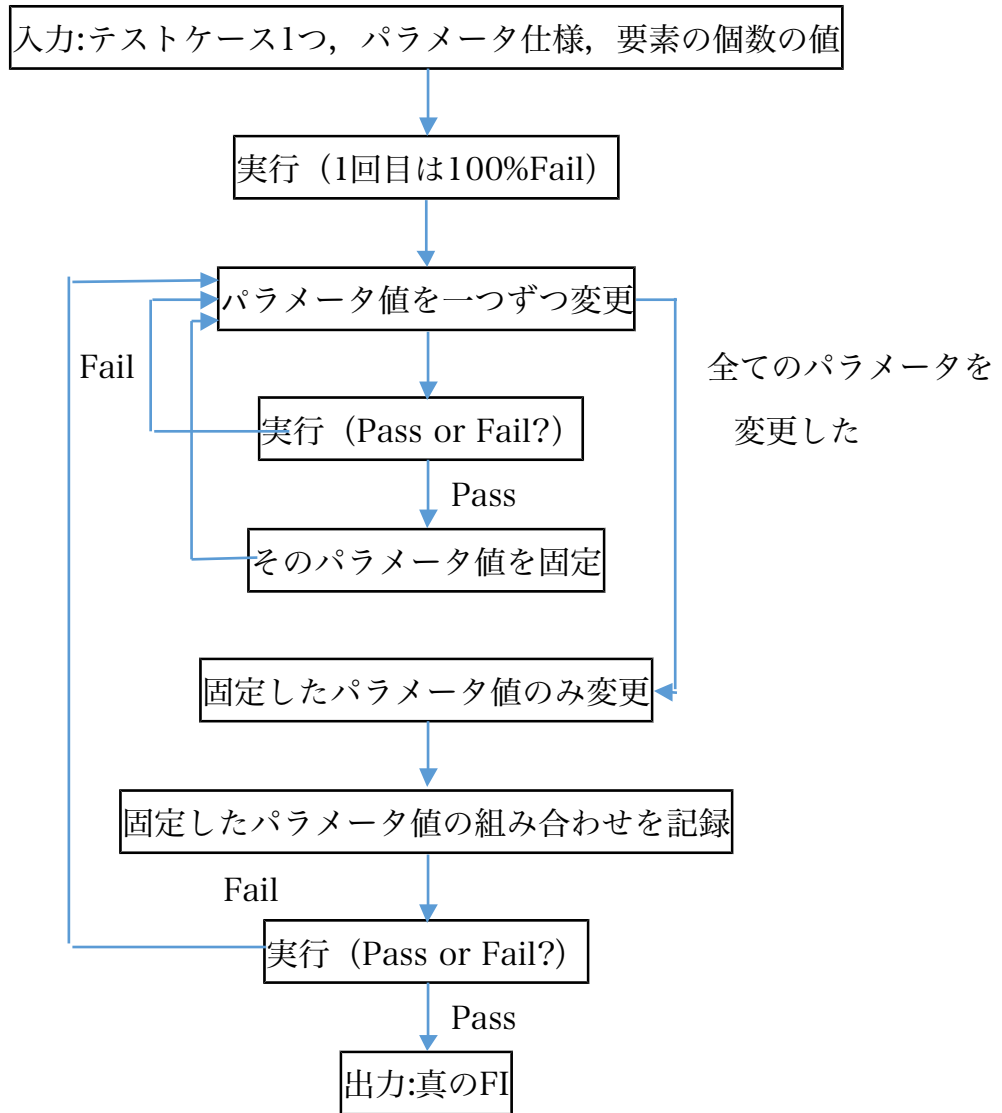 入力:テストケース1つ，パラメータ仕様，要素の個数の値
実行（1回目は100%Fail）
パラメータ値を一つずつ変更
Fail
全てのパラメータを
変更した
実行（Pass or Fail?）
Pass
そのパラメータ値を固定
固定したパラメータ値のみ変更
固定したパラメータ値の組み合わせを記録
Fail
実行（Pass or Fail?）
Pass
出力:真のFI